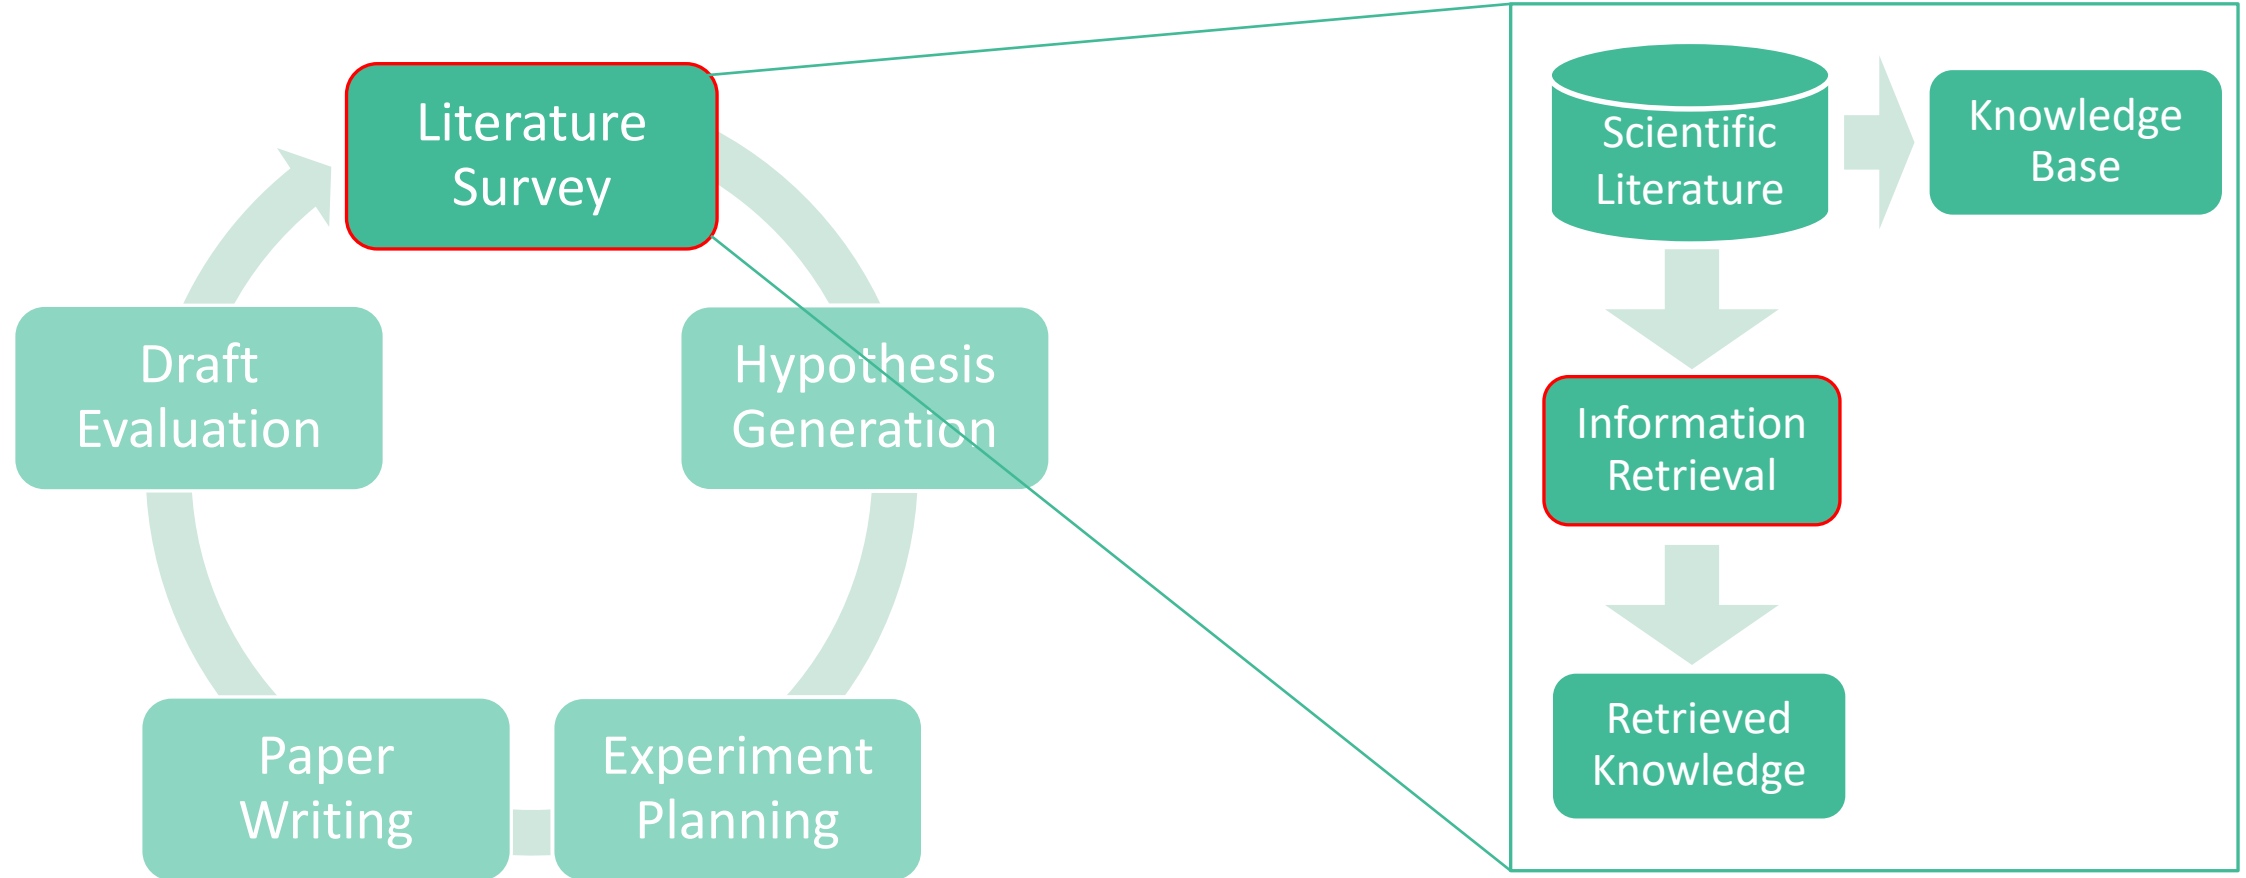 Literature
Survey
Hypothesis
Generation
Experiment
Planning
Paper
Writing
Draft
Evaluation
Scientific
Literature
Knowledge
Base
Information
Retrieval
Retrieved
Knowledge